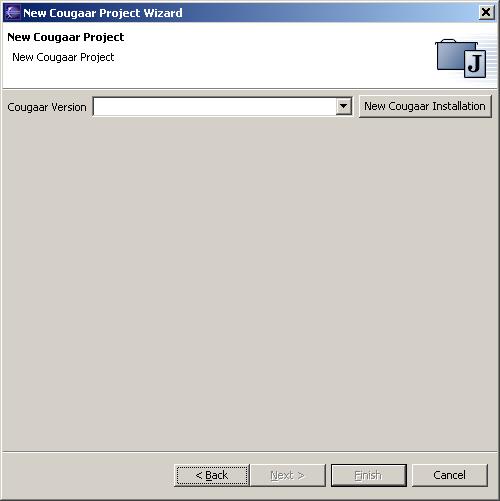 New Cougaar Project Wizard
New Cougaar Project
New Cougaar Project
J
Cougaar Version New Cougaar Installation
< Back Next > Finish Cancel